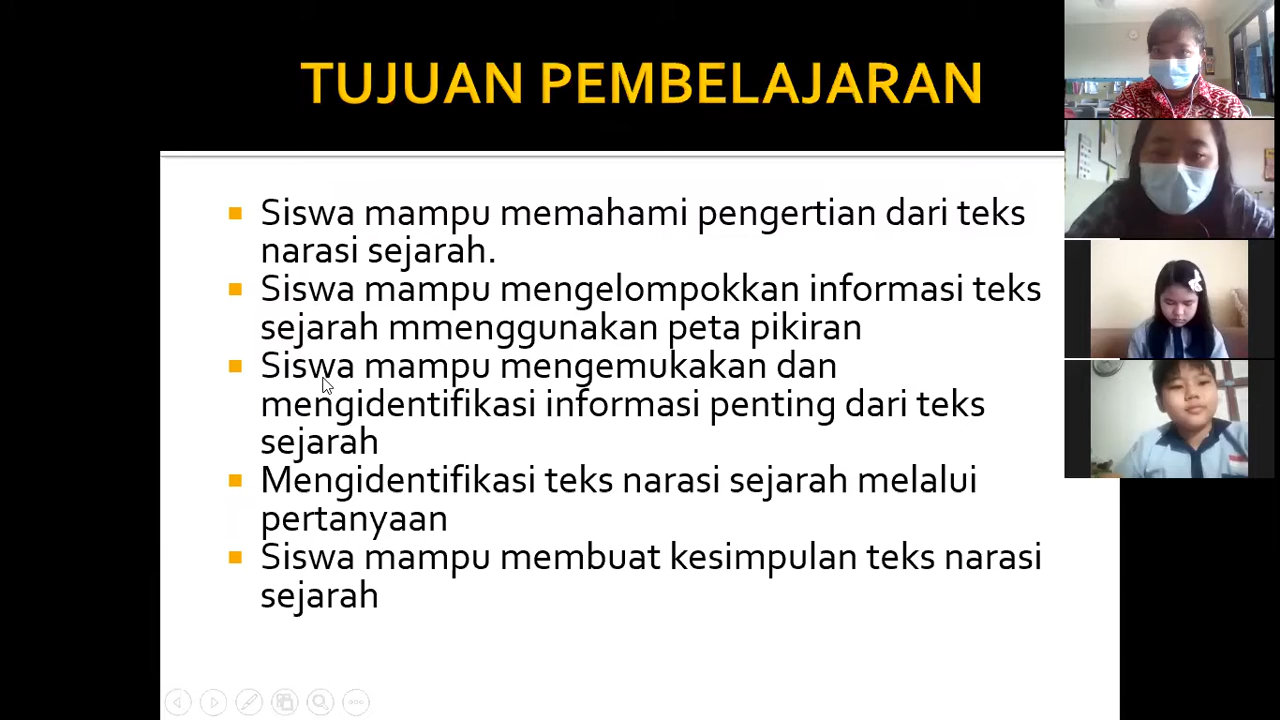 TUJUAN PEMBELAJARAN
Siswa mampu memahami pengertian dari teks
narasi sejarah.
Siswa mampu mengelompokkan informasi teks
sejarah mmenggunakan peta pikiran
Siswa mampu mengemukakan dan
mengidentifikasi informasi penting dari teks
sejarah
Mengidentifikasi teks narasi sejarah melalui
pertanyaan
Siswa mampu membuat kesimpulan teks narasi
sejarah